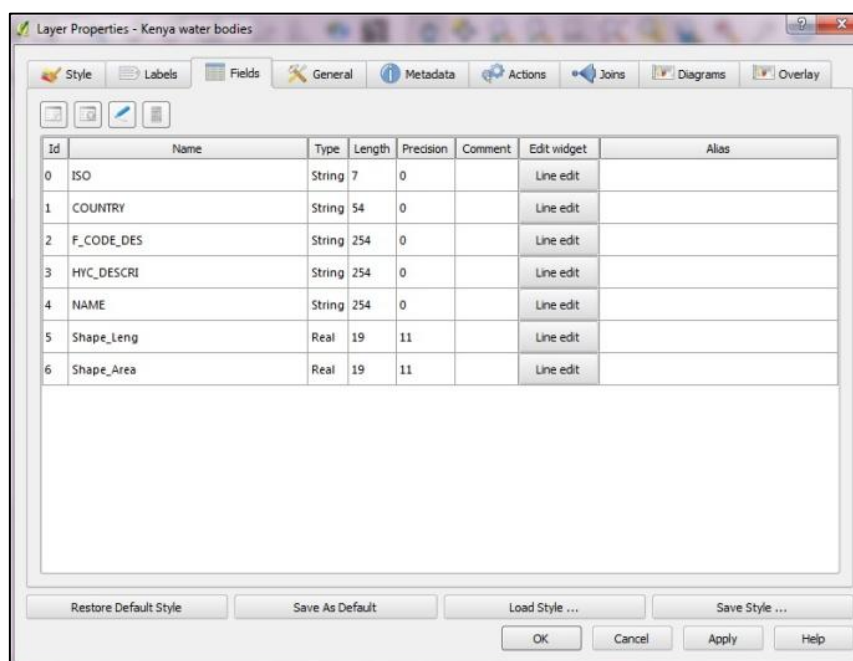 Layer Properties - Kenya water bodies
Style Labels Fields General Metadata Actions Joins Diagrams Overlay
Id Name Type Length Precision Comment Edit widget Alias
0 ISO String 7 0 Line edit
1 COUNTRY String 54 0 Line edit
2 F_CODE_DES String 254 0 Line edit
3 HYC_DESCRI String 254 0 Line edit
4 NAME String 254 0 Line edit
5 Shape_Leng Real 19 11 Line edit
6 Shape_Area Real 19 11 Line edit
Restore Default Style Save As Default Load Style ... Save Style ...
OK Cancel Apply Help